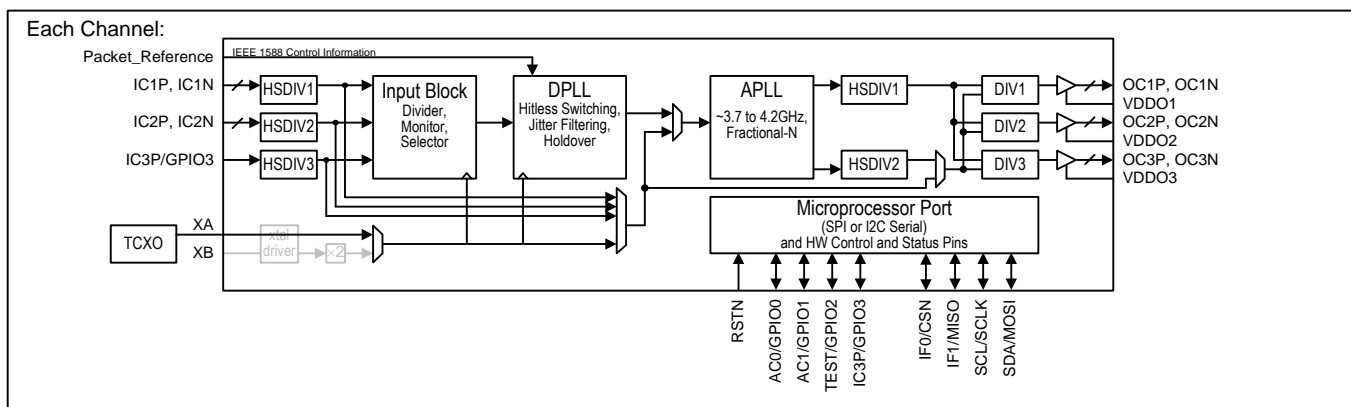 Each Channel:
Packet_Reference
IEEE 1588 Control Information
IC1P, IC1N
HSDIV1
IC2P, IC2N
HSDIV2
IC3P/GPIO3
HSDIV3
Input Block
Divider,
Monitor,
Selector
DPLL
Hitless Switching,
Jitter Filtering,
Holdover
APLL
~3.7 to 4.2GHz,
Fractional-N
HSDIV1
HSDIV2
DIV1
DIV2
DIV3
OC1P, OC1N
VDDO1
OC2P, OC2N
VDDO2
OC3P, OC3N
VDDO3
TCXO
XA
XB
xtal
driver
×2
Microprocessor Port
(SPI or I2C Serial)
and HW Control and Status Pins
RSTN
AC0/GPIO0
AC1/GPIO1
TEST/GPIO2
IC3P/GPIO3
IF0/CSN
IF1/MISO
SCL/SCLK
SDA/MOSI